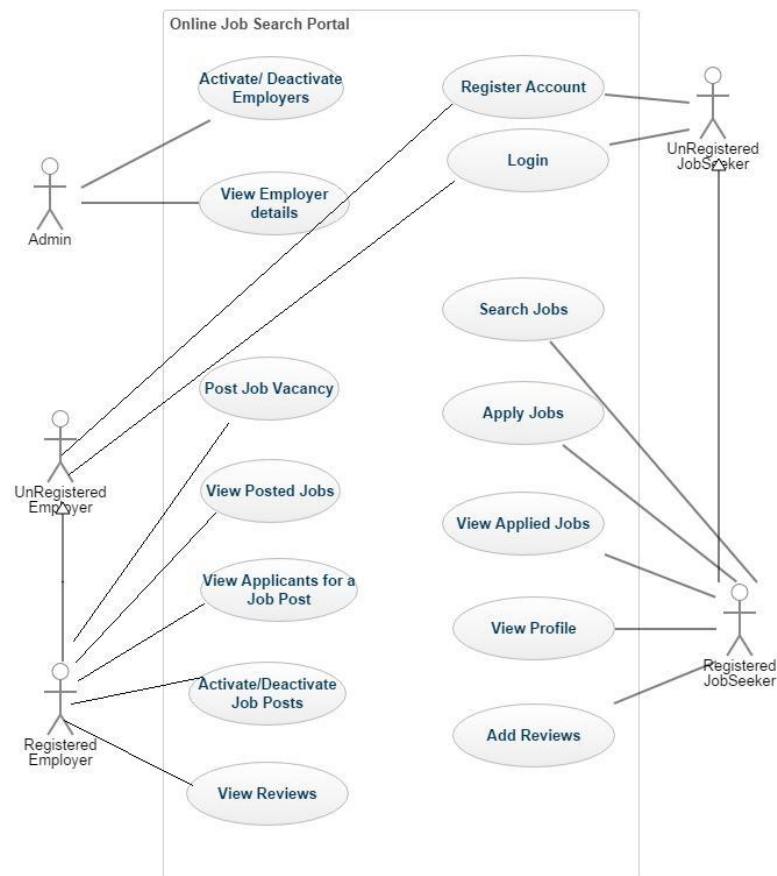 Online Job Search Portal
Activate/ Deactivate
Employers
Register Account
UnRegistered
JobSeeker
Login
View Employer
details
Admin
Search Jobs
Post Job Vacancy
Apply Jobs
UnRegistered
Employer
View Posted Jobs
View Applied Jobs
View Applicants for a
Job Post
View Profile
Registered
JobSeeker
Activate/Deactivate
Job Posts
Registered
Employer
Add Reviews
View Reviews